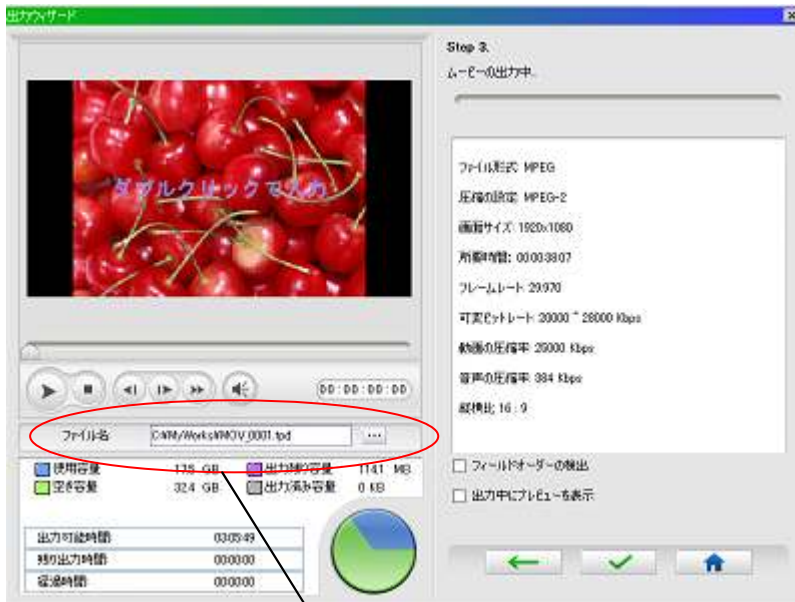 出力ウィザード
ダブルクリックで入力
00:00:00:00
ファイル名 C:¥My/Works¥MOV_0001.tpd ...
使用容量 17.5 GB 出力残り容量 114.1 MB
空き容量 32.4 GB 出力済み容量 0 KB
出力可能時間 03:05:49
残り出力時間 00:00:00
経過時間 00:00:00
Step 3.
ムービーの出力中.
ファイル形式: MPEG
圧縮の設定: MPEG-2
画面サイズ: 1920x1080
所要時間: 00:00:38:07
フレームレート: 29.970
可変ビットレート: 20000 ~ 28000 Kbps
動画の圧縮率: 25000 Kbps
音声の圧縮率: 384 Kbps
縦横比: 16 : 9
フィールドオーダーの検出
出力中にプレビューを表示